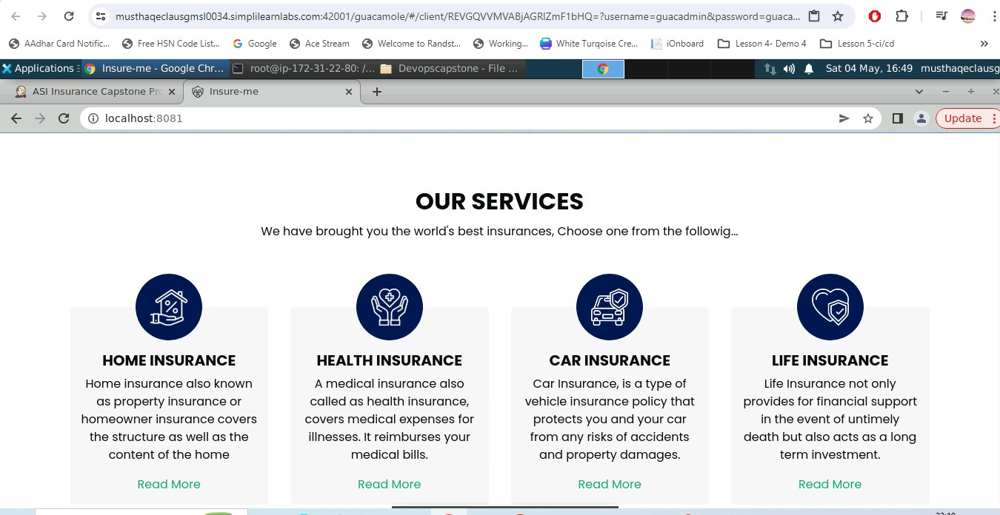 musthaqeclausgmsl0034.simplilearnlabs.com:42001/guacamole/#/client/REVGQVVMVABjAGRlZmF1bHQ=?username=guacadmin&password=guaca...
AAdhar Card Notific... Free HSN Code List... Google Ace Stream Welcome to Randst... Working... White Turqoise Cre... iOnboard Lesson 4- Demo 4 Lesson 5-ci/cd »
Applications Insure-me - Google Chr... root@ip-172-31-22-80: /... Devopscapstone - File ... Sat 04 May, 16:49 musthaqeclausg
ASI Insurance Capstone Pro Insure-me
localhost:8081 Update
OUR SERVICES
We have brought you the world's best insurances, Choose one from the followig...
HOME INSURANCE
Home insurance also known
as property insurance or
homeowner insurance covers
the structure as well as the
content of the home
Read More
HEALTH INSURANCE
A medical insurance also
called as health insurance,
covers medical expenses for
illnesses. It reimburses your
medical bills.
Read More
CAR INSURANCE
Car Insurance, is a type of
vehicle insurance policy that
protects you and your car
from any risks of accidents
and property damages.
Read More
LIFE INSURANCE
Life Insurance not only
provides for financial support
in the event of untimely
death but also acts as a long
term investment.
Read More